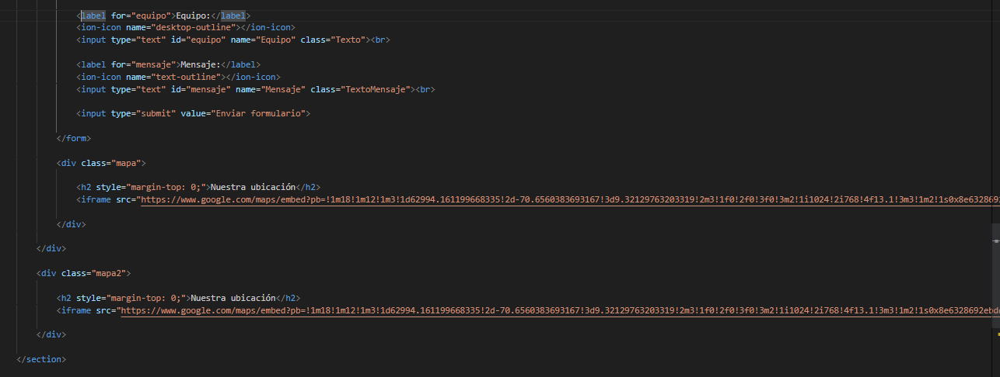 <label for="equipo">Equipo:</label>
<ion-icon name="desktop-outline"></ion-icon>
<input type="text" id="equipo" name="Equipo" class="Texto"><br>
<label for="mensaje">Mensaje:</label>
<ion-icon name="text-outline"></ion-icon>
<input type="text" id="mensaje" name="Mensaje" class="TextoMensaje"><br>
<input type="submit" value="Enviar formulario">
</form>
<div class="mapa">
<h2 style="margin-top: 0;">Nuestra ubicación</h2>
<iframe src="https://www.google.com/maps/embed?pb=!1m18!1m12!1m3!1d62994.161199668335!2d-70.6560383693167!3d9.32129763203319!2m3!1f0!2f0!3f0!3m2!1i1024!2i768!4f13.1!3m3!1m2!1s0x8e6328692
</div>
</div>
<div class="mapa2">
<h2 style="margin-top: 0;">Nuestra ubicación</h2>
<iframe src="https://www.google.com/maps/embed?pb=!1m18!1m12!1m3!1d62994.161199668335!2d-70.6560383693167!3d9.32129763203319!2m3!1f0!2f0!3f0!3m2!1i1024!2i768!4f13.1!3m3!1m2!1s0x8e6328692ebd
</div>
</section>